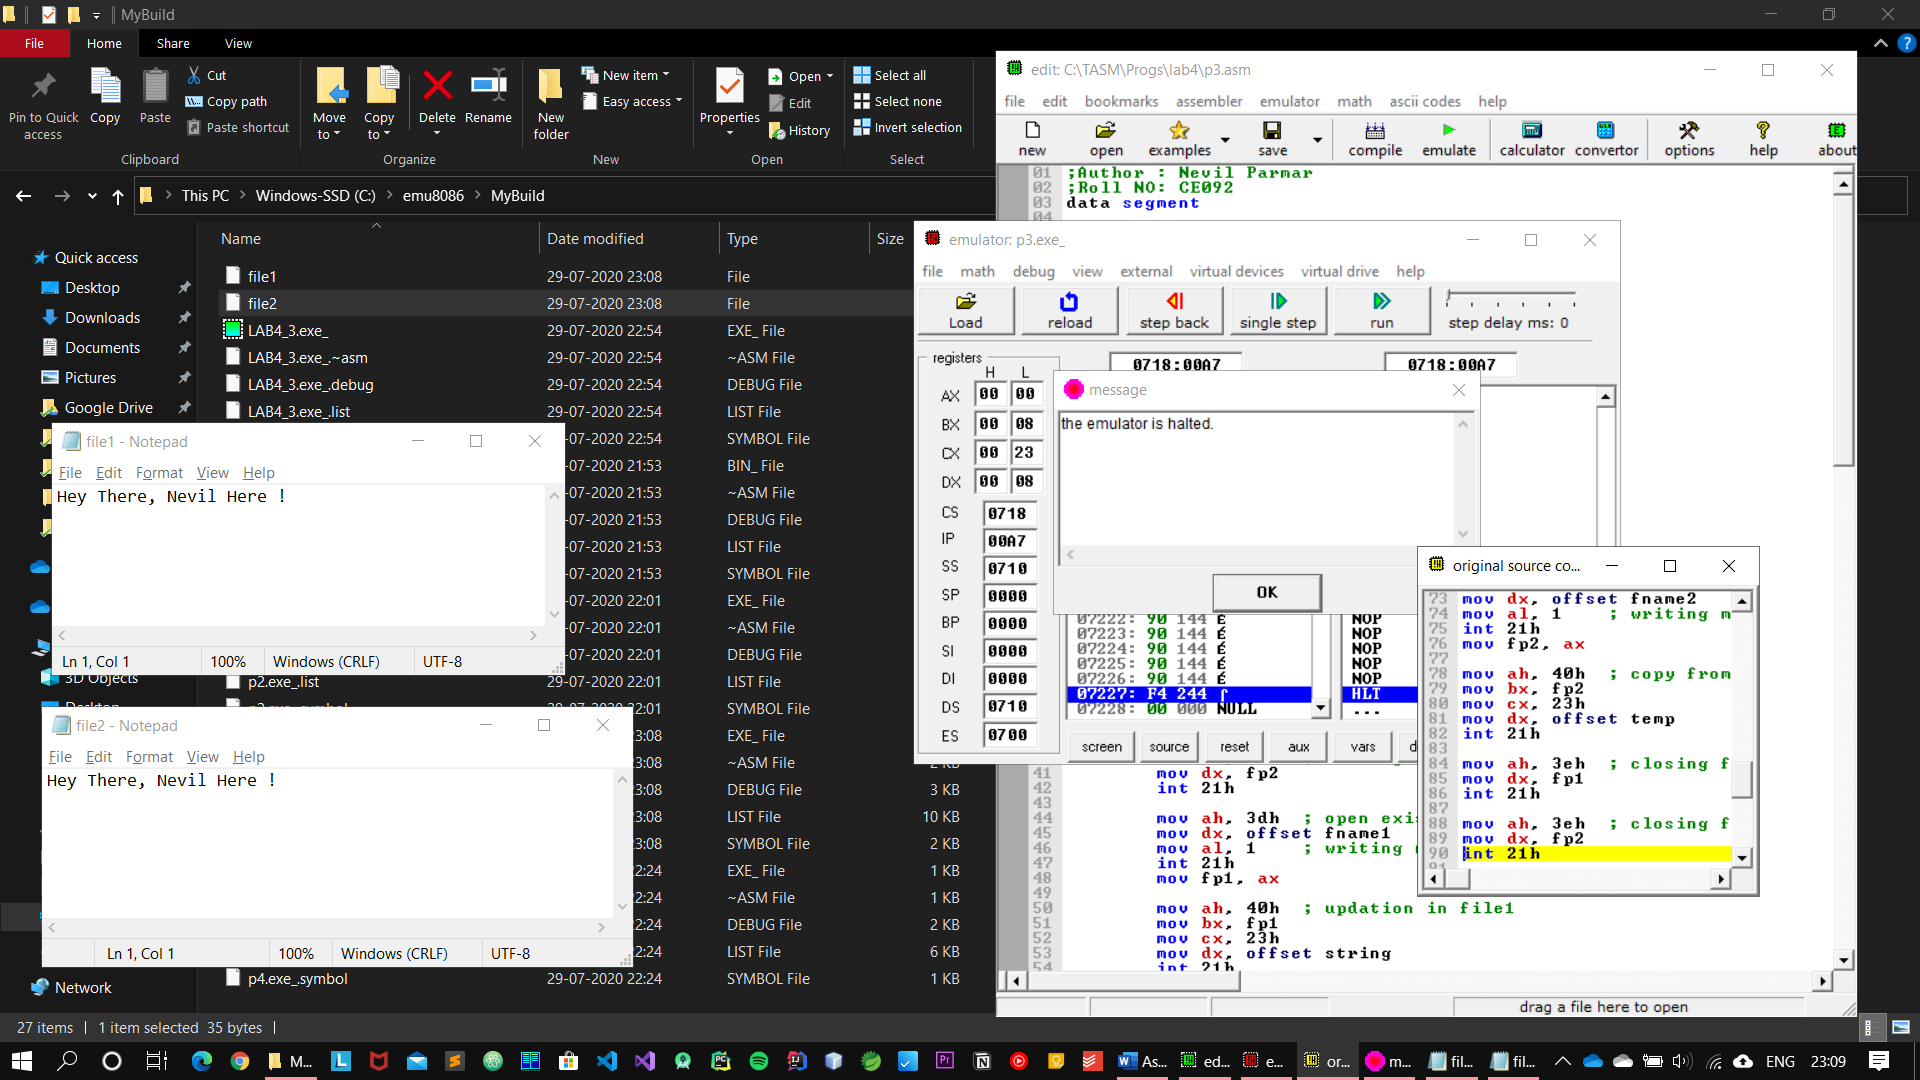 MyBuild
File Home Share View
Pin to Quick access
Copy
Paste
Cut
Copy path
Paste shortcut
Clipboard
Move to
Copy to
Delete
Rename
Organize
New folder
New item
Easy access
New
Properties
Open
Edit
History
Open
Select all
Select none
Invert selection
Select
This PC > Windows-SSD (C:) > emu8086 > MyBuild
Name Date modified Type Size
Quick access
Desktop
Downloads
Documents
Pictures
Google Drive
3D Objects
Network
file1 29-07-2020 23:08 File
file2 29-07-2020 23:08 File
LAB4_3.exe_ 29-07-2020 22:54 EXE_ File
LAB4_3.exe_.~asm 29-07-2020 22:54 ~ASM File
LAB4_3.exe_.debug 29-07-2020 22:54 DEBUG File
LAB4_3.exe_.list 29-07-2020 22:54 LIST File
-07-2020 22:54 SYMBOL File
-07-2020 21:53 BIN_ File
-07-2020 21:53 ~ASM File
-07-2020 21:53 DEBUG File
-07-2020 21:53 LIST File
-07-2020 21:53 SYMBOL File
-07-2020 22:01 EXE_ File
-07-2020 22:01 ~ASM File
-07-2020 22:01 DEBUG File
p2.exe_.list 29-07-2020 22:01 LIST File
22:01 SYMBOL File
23:08 EXE_ File
23:08 ~ASM File 2 KB
23:08 DEBUG File 3 KB
23:08 LIST File 10 KB
23:08 SYMBOL File 2 KB
22:24 EXE_ File 1 KB
22:24 ~ASM File 1 KB
22:24 DEBUG File 2 KB
22:24 LIST File 6 KB
p4.exe_.symbol 29-07-2020 22:24 SYMBOL File 1 KB
27 items 1 item selected 35 bytes
file1 - Notepad
File Edit Format View Help
Hey There, Nevil Here !
Ln 1, Col 1 100% Windows (CRLF) UTF-8
file2 - Notepad
File Edit Format View Help
Hey There, Nevil Here !
Ln 1, Col 1 100% Windows (CRLF) UTF-8
edit: C:\TASM\Progs\lab4\p3.asm
file edit bookmarks assembler emulator math ascii codes help
new open examples save compile emulate calculator convertor options help about
01 ;Author : Nevil Parmar
02 ;Roll NO: CE092
03 data segment
04
emulator: p3.exe_
file math debug view external virtual devices virtual drive help
Load reload step back single step run step delay ms: 0
registers
H L
0718:00A7 0718:00A7
AX 00 00
BX 00 08
CX 00 23
DX 00 08
CS 0718
IP 00A7
SS 0710
SP 0000
BP 0000
SI 0000
DI 0000
DS 0710
ES 0700
message
the emulator is halted.
OK
07222: 90 144 É NOP
07223: 90 144 É NOP
07224: 90 144 É NOP
07225: 90 144 É NOP
07226: 90 144 É NOP
07227: F4 244 ⌠ HLT
07228: 00 000 NULL ...
screen source reset aux vars d
41 mov dx, fp2
42 int 21h
43
44 mov ah, 3dh ; open exi
45 mov dx, offset fname1
46 mov al, 1 ; writing
47 int 21h
48 mov fp1, ax
49
50 mov ah, 40h ; updation in file1
51 mov bx, fp1
52 mov cx, 23h
53 mov dx, offset string
54 int 21h
drag a file here to open
original source co...
73 mov dx, offset fname2
74 mov al, 1 ; writing m
75 int 21h
76 mov fp2, ax
77
78 mov ah, 40h ; copy from
79 mov bx, fp2
80 mov cx, 23h
81 mov dx, offset temp
82 int 21h
83
84 mov ah, 3eh ; closing f
85 mov dx, fp1
86 int 21h
87
88 mov ah, 3eh ; closing f
89 mov dx, fp2
90 int 21h
M... As... ed... e... or... m... fil... fil... ENG 23:09